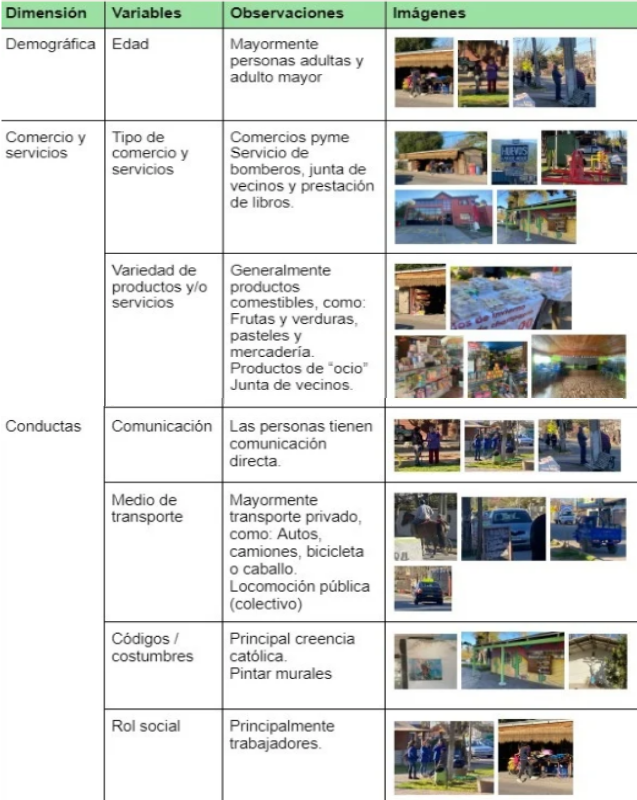 Dimensión Variables Observaciones Imágenes
Demográfica Edad Mayormente
personas adultas y
adulto mayor
Comercio y
servicios
Tipo de
comercio y
servicios
Comercios pyme
Servicio de
bomberos, junta de
vecinos y prestación
de libros.
HUEVOS
Variedad de
productos y/o
servicios
Generalmente
productos
comestibles, como:
Frutas y verduras,
pasteles y
mercadería.
Productos de “ocio”
Junta de vecinos.
Conductas
Comunicación
Las personas tienen
comunicación
directa.
Medio de
transporte
Mayormente
transporte privado,
como: Autos,
camiones, bicicleta
o caballo.
Locomoción pública
(colectivo)
Códigos /
costumbres
Principal creencia
católica.
Pintar murales
Rol social
Principalmente
trabajadores.